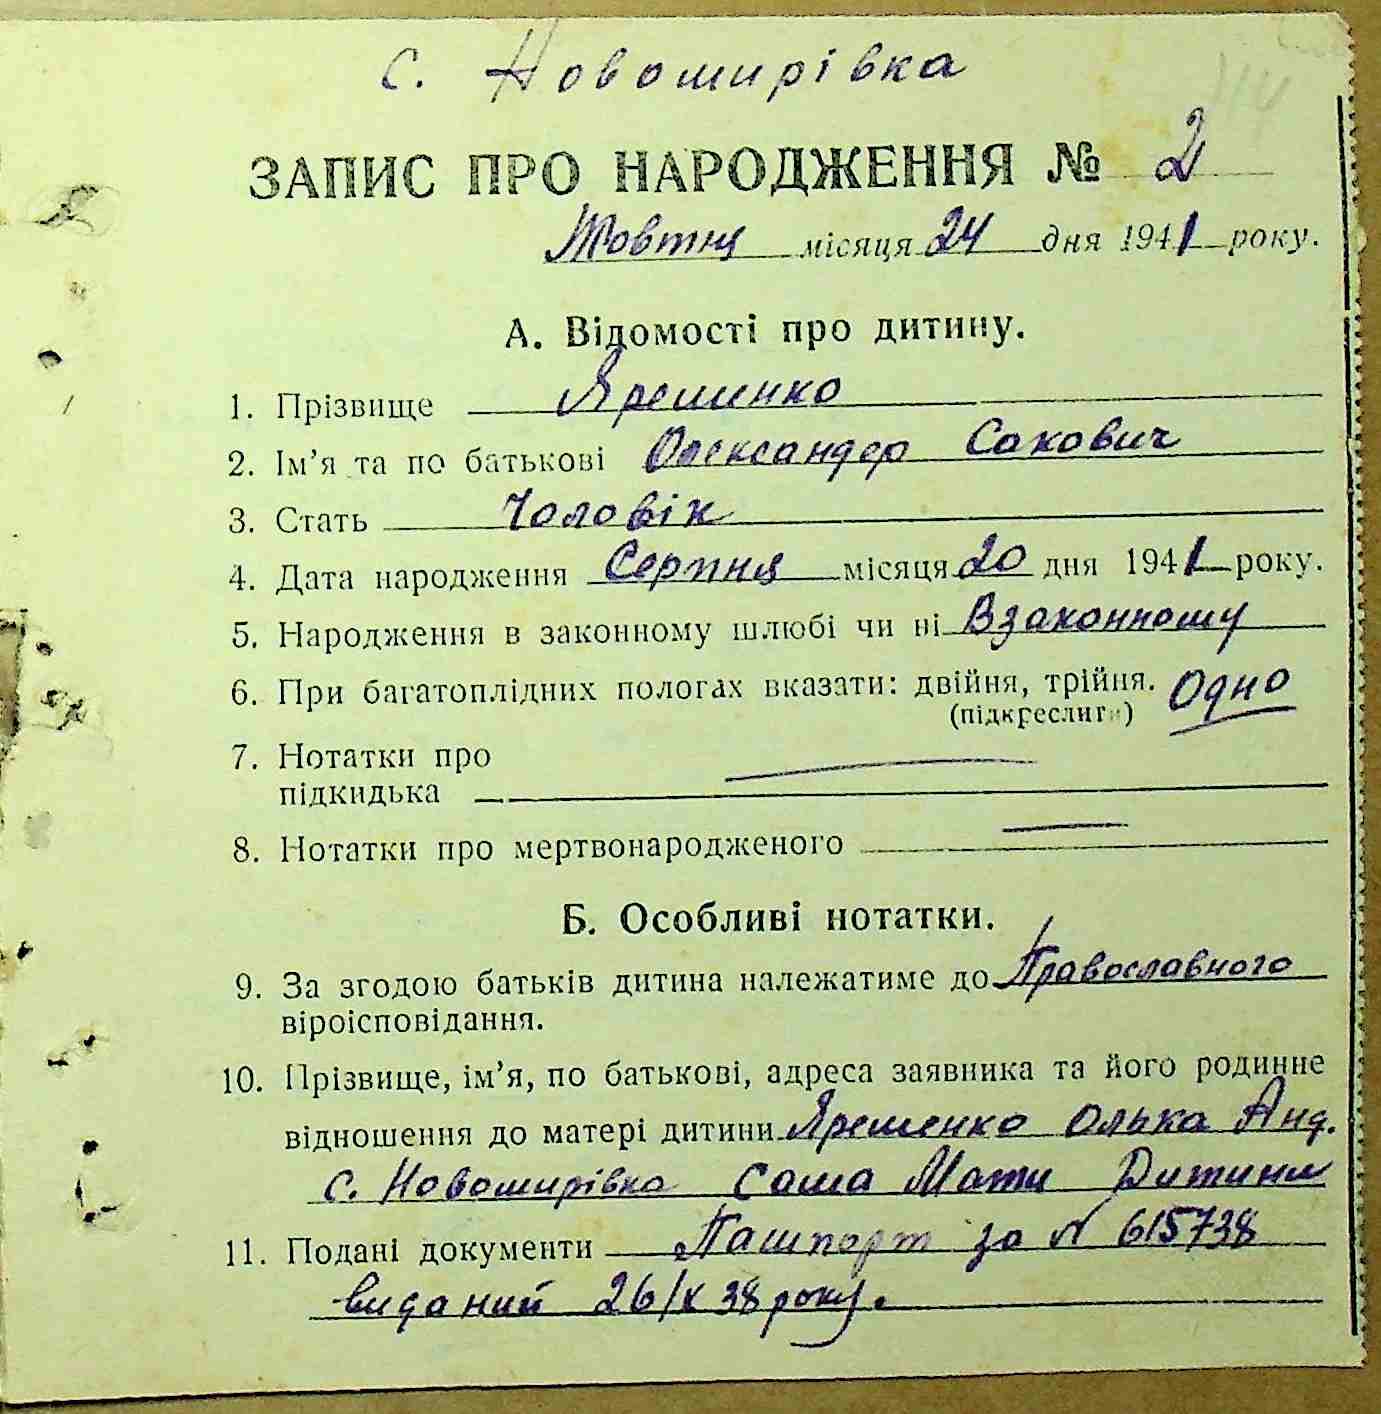 с. Новомирівка
ЗАПИС ПРО НАРОДЖЕННЯ № 2
Жовтня місяця 24 дня 1941 року.
А. Відомості про дитину.
1. Прізвище Яременко
2. Ім’я та по батькові Олександер Сакович
3. Стать Чоловік
4. Дата народження Серпня місяця 20 дня 1941 року.
5. Народження в законному шлюбі чи ні Взаконному
6. При багатоплідних пологах вказати: двійня, трійня. Одно
(підкреслити)
7. Нотатки про
підкидька
8. Нотатки про мертвонародженого
Б. Особливі нотатки.
9. За згодою батьків дитина належатиме до Православного
віроісповідання.
10. Прізвище, ім’я, по батькові, адреса заявника та його родинне
відношення до матері дитини Яременко Олька Анд.
с. Новомирівка Сама Мати Дитини
11. Подані документи Пашпорт за № 615738
виданий 26/X 38 року.